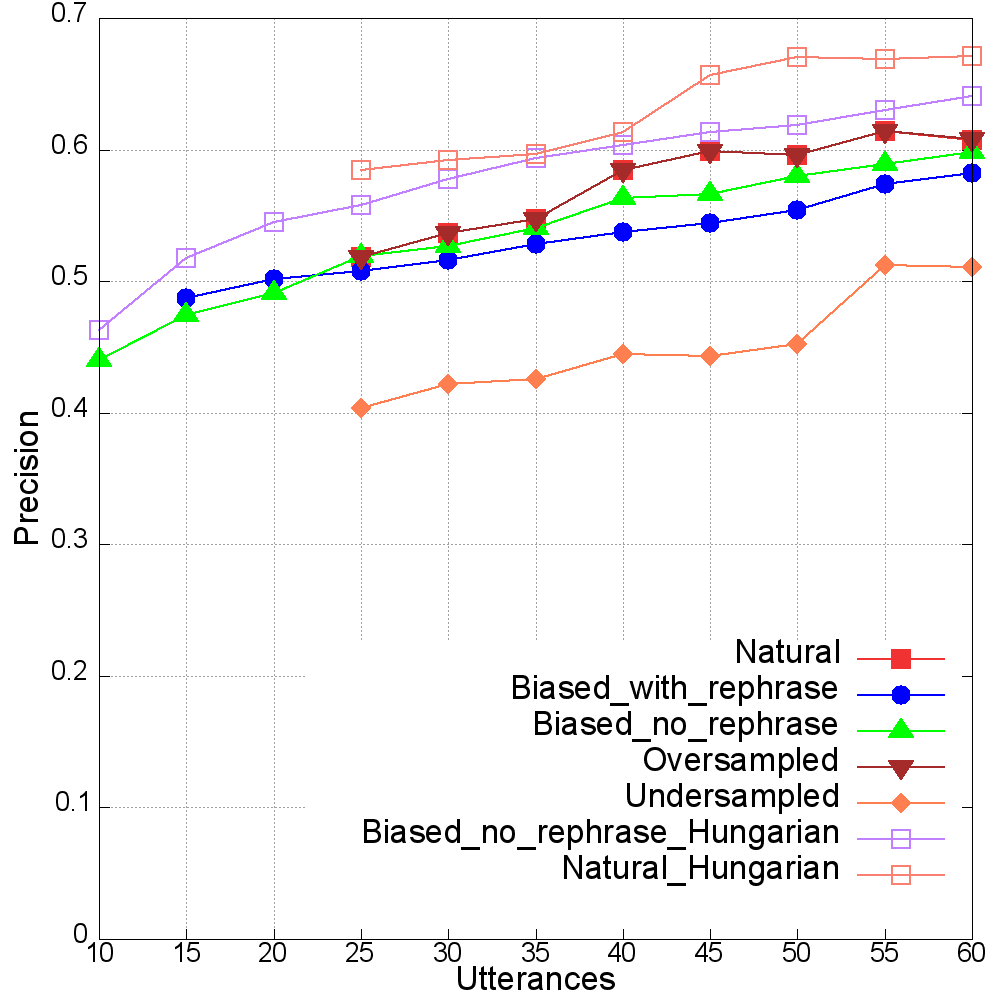 0.7
0.6
0.5
0.4
0.3
0.2
0.1
0
Precision
Natural
Biased_with_rephrase
Biased_no_rephrase
Oversampled
Undersampled
Biased_no_rephrase_Hungarian
Natural_Hungarian
10 15 20 25 30 35 40 45 50 55 60
Utterances